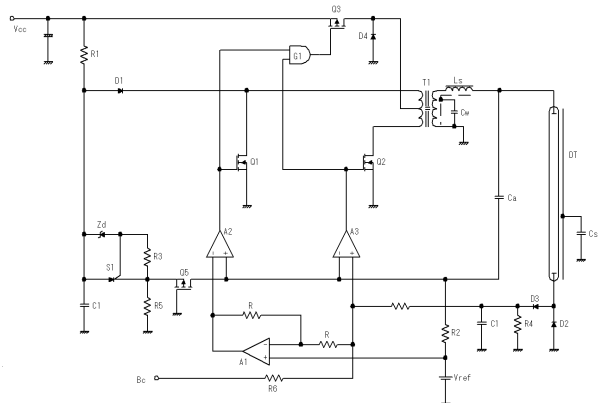 Q3
Vcc
D4
G1
R1
T1
Ls
D1
Cw
DT
Q1
Q2
Ca
A2
A3
Cs
Zd
- +
+ -
R3
S1
Q5
C1
R5
D3
R
R2
C1
R4
D2
-
R
A1
+
Bc
R6
Vref